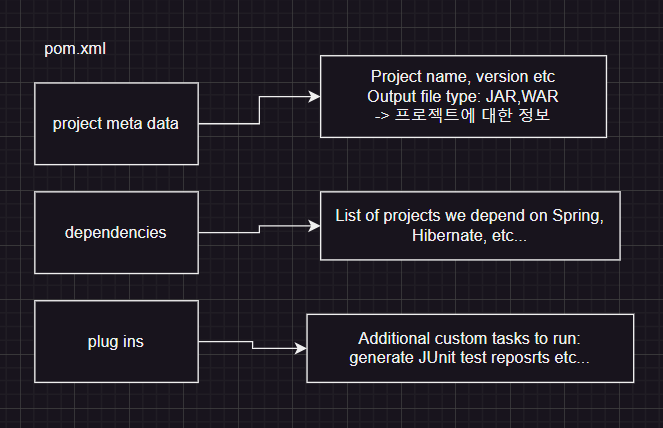 pom.xml
project meta data
Project name, version etc
Output file type: JAR,WAR
-> 프로젝트에 대한 정보
dependencies
List of projects we depend on Spring,
Hibernate, etc...
plug ins
Additional custom tasks to run:
generate JUnit test reposrts etc...